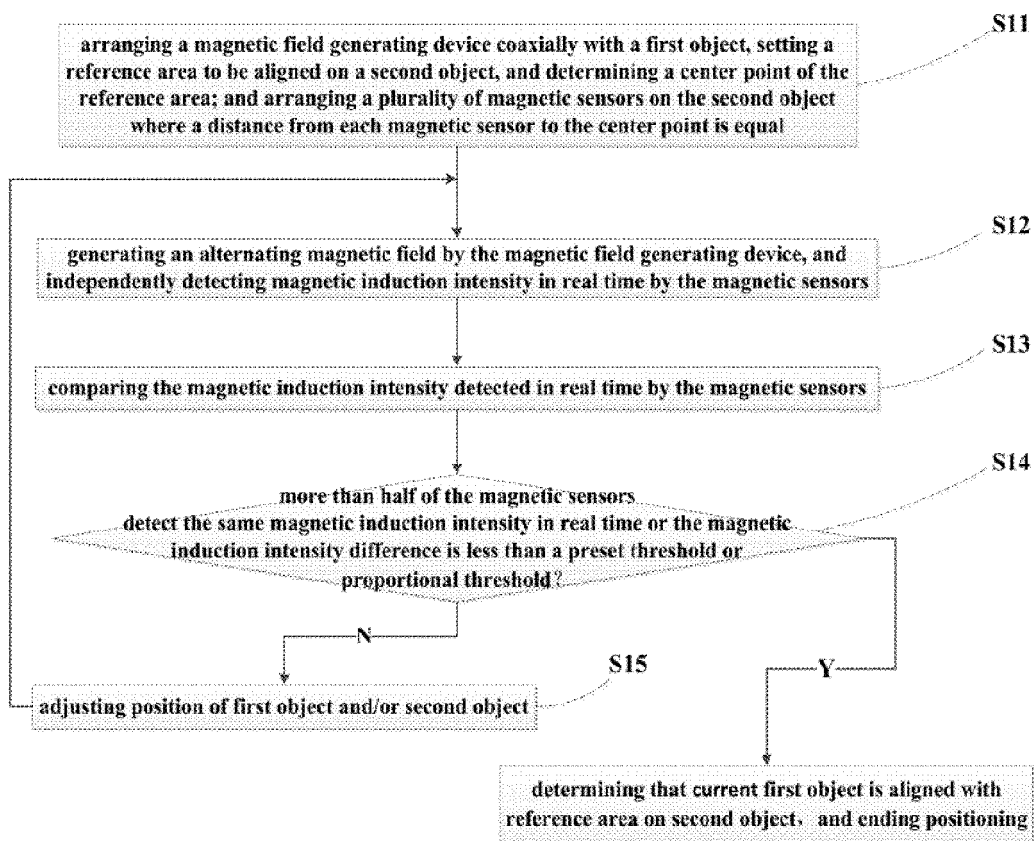 S11
arranging a magnetic field generating device coaxially with a first object, setting a
reference area to be aligned on a second object, and determining a center point of the
reference area; and arranging a plurality of magnetic sensors on the second object
where a distance from each magnetic sensor to the center point is equal
S12
generating an alternating magnetic field by the magnetic field generating device, and
independently detecting magnetic induction intensity in real time by the magnetic sensors
S13
comparing the magnetic induction intensity detected in real time by the magnetic sensors
S14
more than half of the magnetic sensors
detect the same magnetic induction intensity in real time or the magnetic
induction intensity difference is less than a preset threshold or
proportional threshold?
N
S15
Y
adjusting position of first object and/or second object
determining that current first object is aligned with
reference area on second object、 and ending positioning